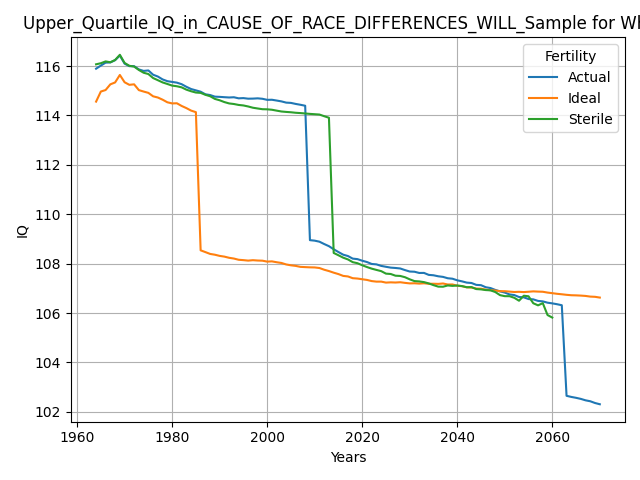 Upper_Quartile_IQ_in_CAUSE_OF_RACE_DIFFERENCES_WILL_Sample for Wh
Fertility
Actual
Ideal
Sterile
116
114
112
110
108
106
104
102
IQ
1960
1980
2000
2020
2040
2060
Years